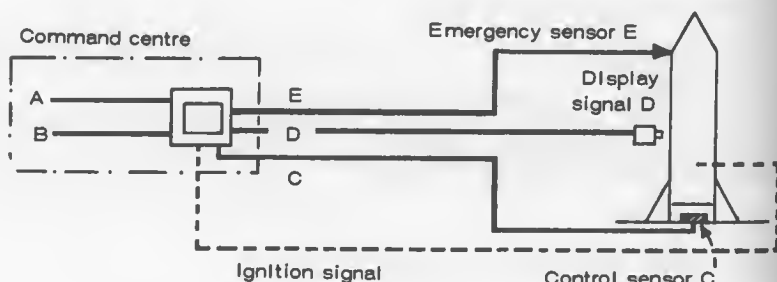 Command centre
Emergency sensor E
Display
signal D
A
B
E
D
C
Ignition signal
Control sensor C